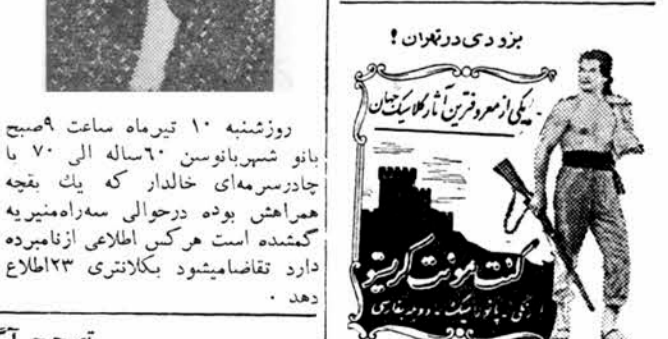 بزودی در تهران !
یکی از معروفترین آثار کلاسیک جهان
کنت مونت کریستو
رنگی - پانورامیک - دوبله بفارسی
روزشنبه ۱۰ تیرماه ساعت ۹صبح
بانو شهربانوسن ۶۰ساله الی ۷۰ با
چادرسرمه‌ای خالدار که یك بقچه
همراهش بوده درحوالی سه‌راه‌منیریه
گمشده است هرکس اطلاعی ازنامبرده
دارد تقاضامیشود بکلانتری ۲۳اطلاع
دهد .